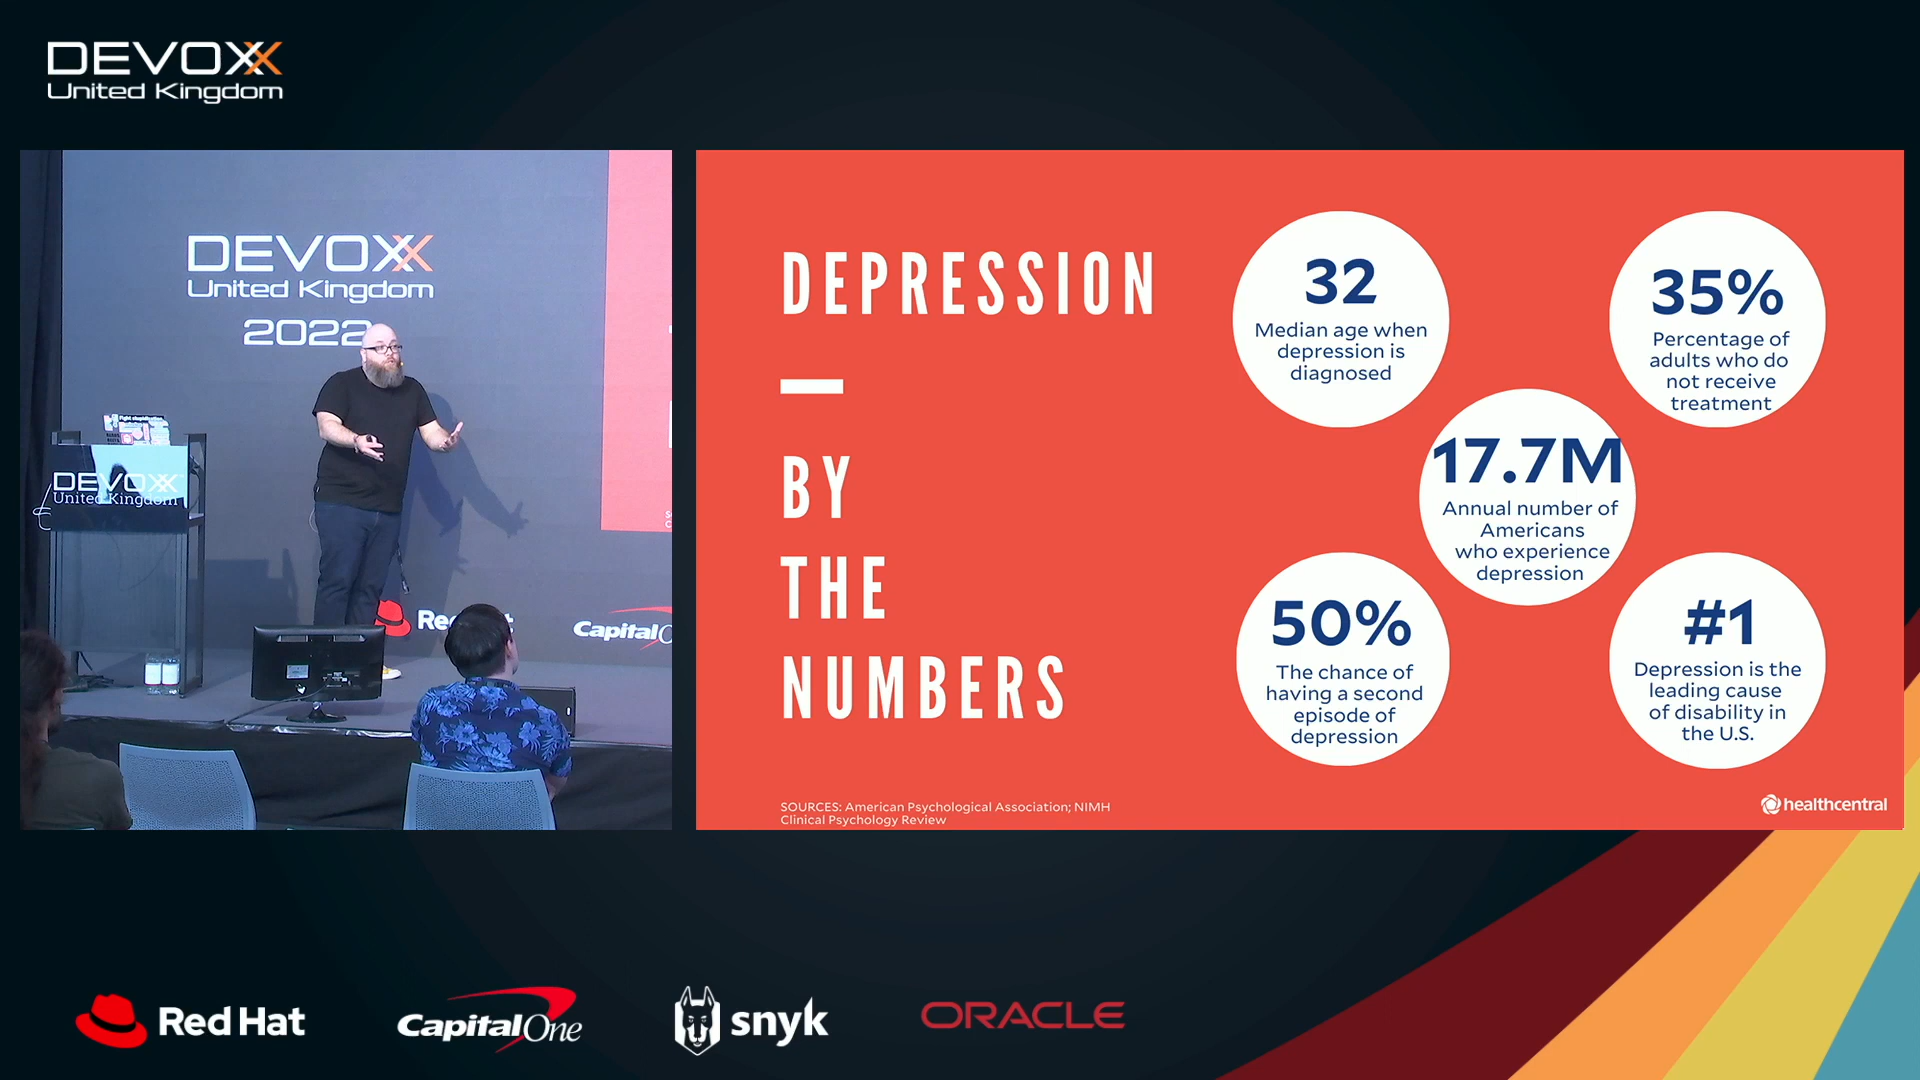 DEVOXX
United Kingdom
DEVOXX
United Kingdom
2022
DEVOXX
United Kingdom
Red Hat
Capital
DEPRESSION
BY
THE
NUMBERS
32
Median age when
depression is
diagnosed
35%
Percentage of
adults who do
not receive
treatment
17.7M
Annual number of
Americans
who experience
depression
50%
The chance of
having a second
episode of
depression
#1
Depression is the
leading cause
of disability in
the U.S.
SOURCES: American Psychological Association; NIMH
Clinical Psychology Review
healthcentral
Red Hat
Capital One
snyk
ORACLE